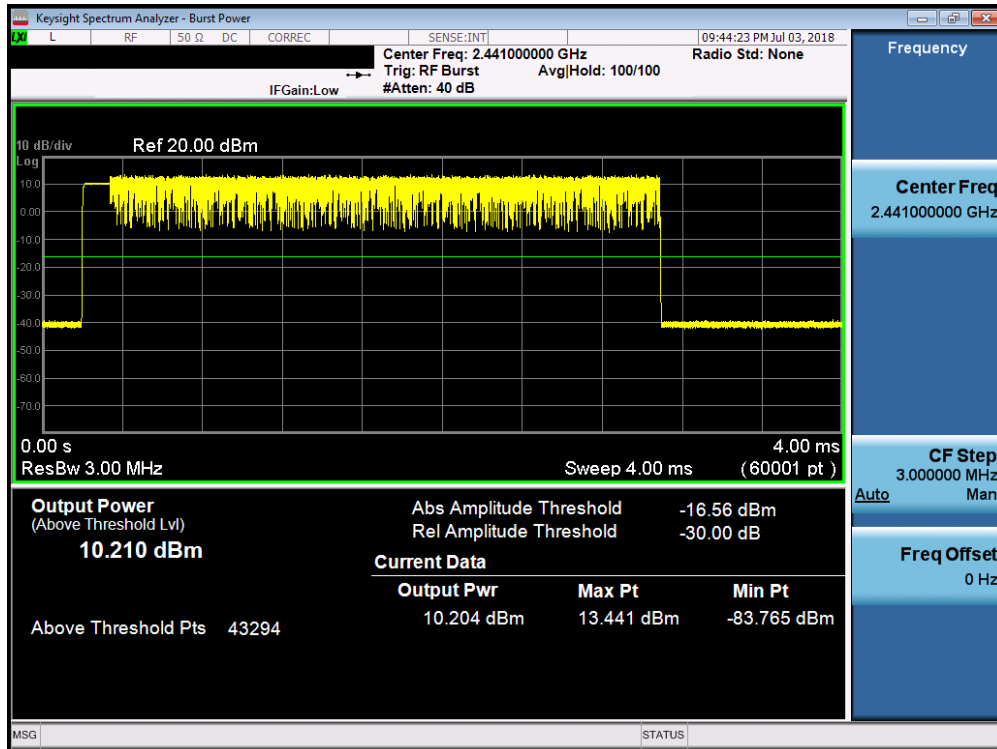 Keysight Spectrum Analyzer - Burst Power
LXI L RF 50 Ω DC CORREC SENSE:INT 09:44:23 PM Jul 03, 2018
Center Freq: 2.441000000 GHz Radio Std: None
Trig: RF Burst Avg|Hold: 100/100
IFGain:Low #Atten: 40 dB
10 dB/div Ref 20.00 dBm
Log
10.0
0.00
-10.0
-20.0
-30.0
-40.0
-50.0
-60.0
-70.0
0.00 s 4.00 ms
ResBw 3.00 MHz Sweep 4.00 ms (60001 pt )
Output Power
(Above Threshold Lvl)
10.210 dBm
Above Threshold Pts 43294
Abs Amplitude Threshold -16.56 dBm
Rel Amplitude Threshold -30.00 dB
Current Data
Output Pwr Max Pt Min Pt
10.204 dBm 13.441 dBm -83.765 dBm
Frequency
Center Freq
2.441000000 GHz
CF Step
3.000000 MHz
Auto Man
Freq Offset
0 Hz
MSG STATUS